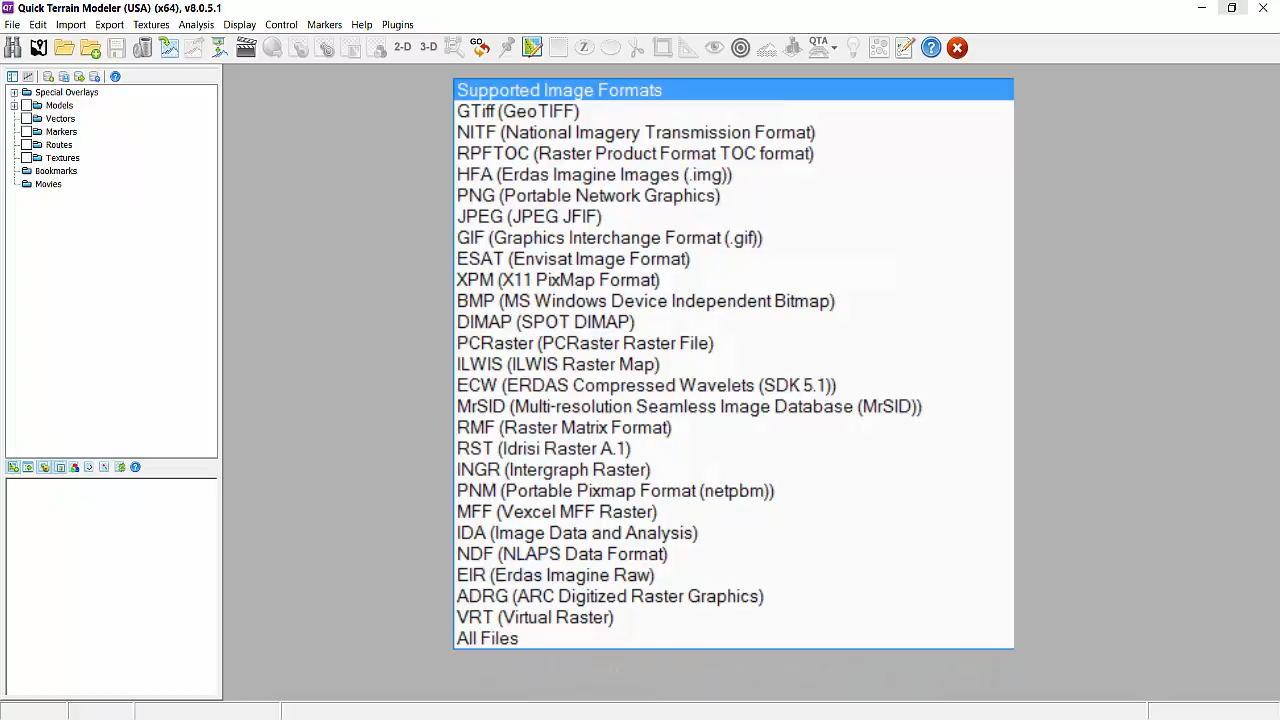 QT Quick Terrain Modeler (USA) (x64), v8.0.5.1
File Edit Import Export Textures Analysis Display Control Markers Help Plugins
2-D 3-D GO QTA
Special Overlays
Models
Vectors
Markers
Routes
Textures
Bookmarks
Movies
Supported Image Formats
GTiff (GeoTIFF)
NITF (National Imagery Transmission Format)
RPFTOC (Raster Product Format TOC format)
HFA (Erdas Imagine Images (.img))
PNG (Portable Network Graphics)
JPEG (JPEG JFIF)
GIF (Graphics Interchange Format (.gif))
ESAT (Envisat Image Format)
XPM (X11 PixMap Format)
BMP (MS Windows Device Independent Bitmap)
DIMAP (SPOT DIMAP)
PCRaster (PCRaster Raster File)
ILWIS (ILWIS Raster Map)
ECW (ERDAS Compressed Wavelets (SDK 5.1))
MrSID (Multi-resolution Seamless Image Database (MrSID))
RMF (Raster Matrix Format)
RST (Idrisi Raster A.1)
INGR (Intergraph Raster)
PNM (Portable Pixmap Format (netpbm))
MFF (Vexcel MFF Raster)
IDA (Image Data and Analysis)
NDF (NLAPS Data Format)
EIR (Erdas Imagine Raw)
ADRG (ARC Digitized Raster Graphics)
VRT (Virtual Raster)
All Files